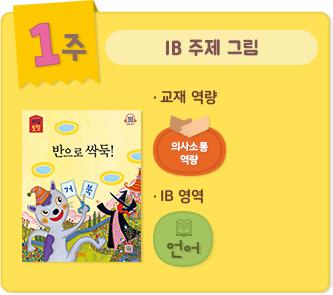 1주
IB 주제 그림
· 교재 역량
반으로 싹둑!
거 북
의사소통
역량
· IB 영역
언어